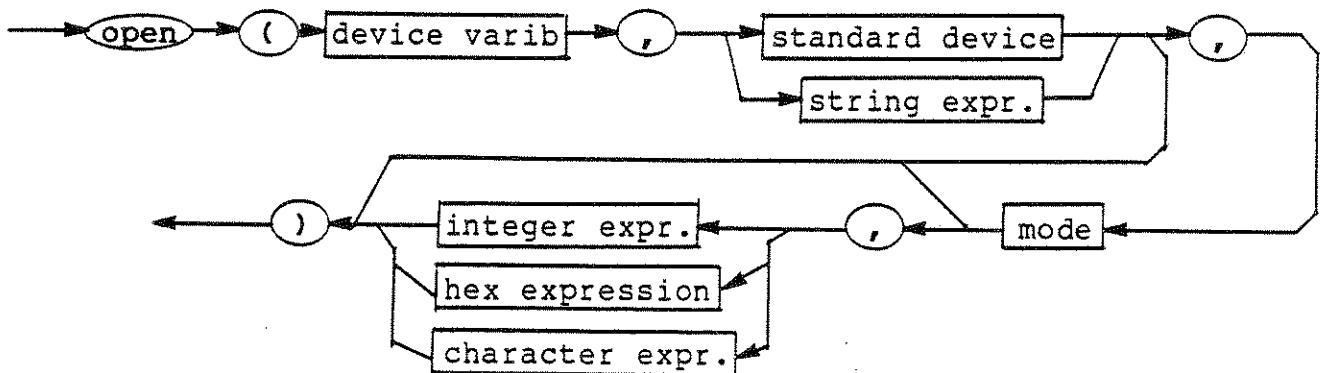 open ( device varib , standard device ,
string expr.
) integer expr. , mode
hex expression
character expr.